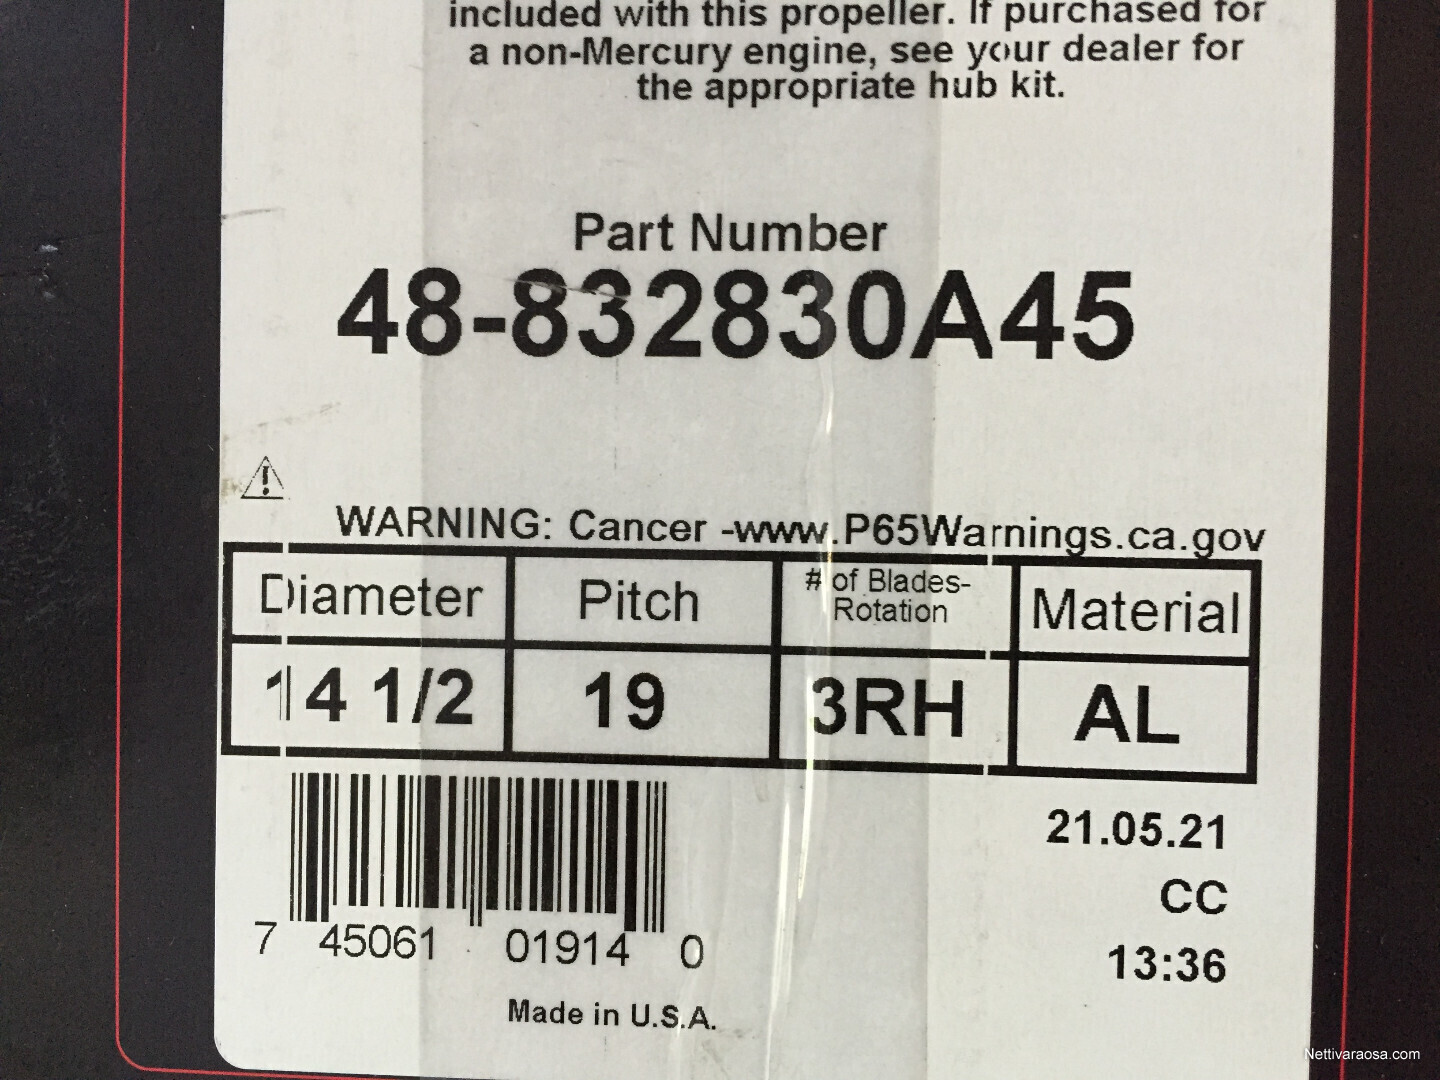 included with this propeller. If purchased for
a non-Mercury engine, see your dealer for
the appropriate hub kit.
Part Number
48-832830A45
WARNING: Cancer -www.P65Warnings.ca.gov
Diameter Pitch # of Blades- Material
Rotation
14 1/2 19 3RH AL
21.05.21
CC
13:36
7 45061 01914 0
Made in U.S.A.
Nettivaraosa.com